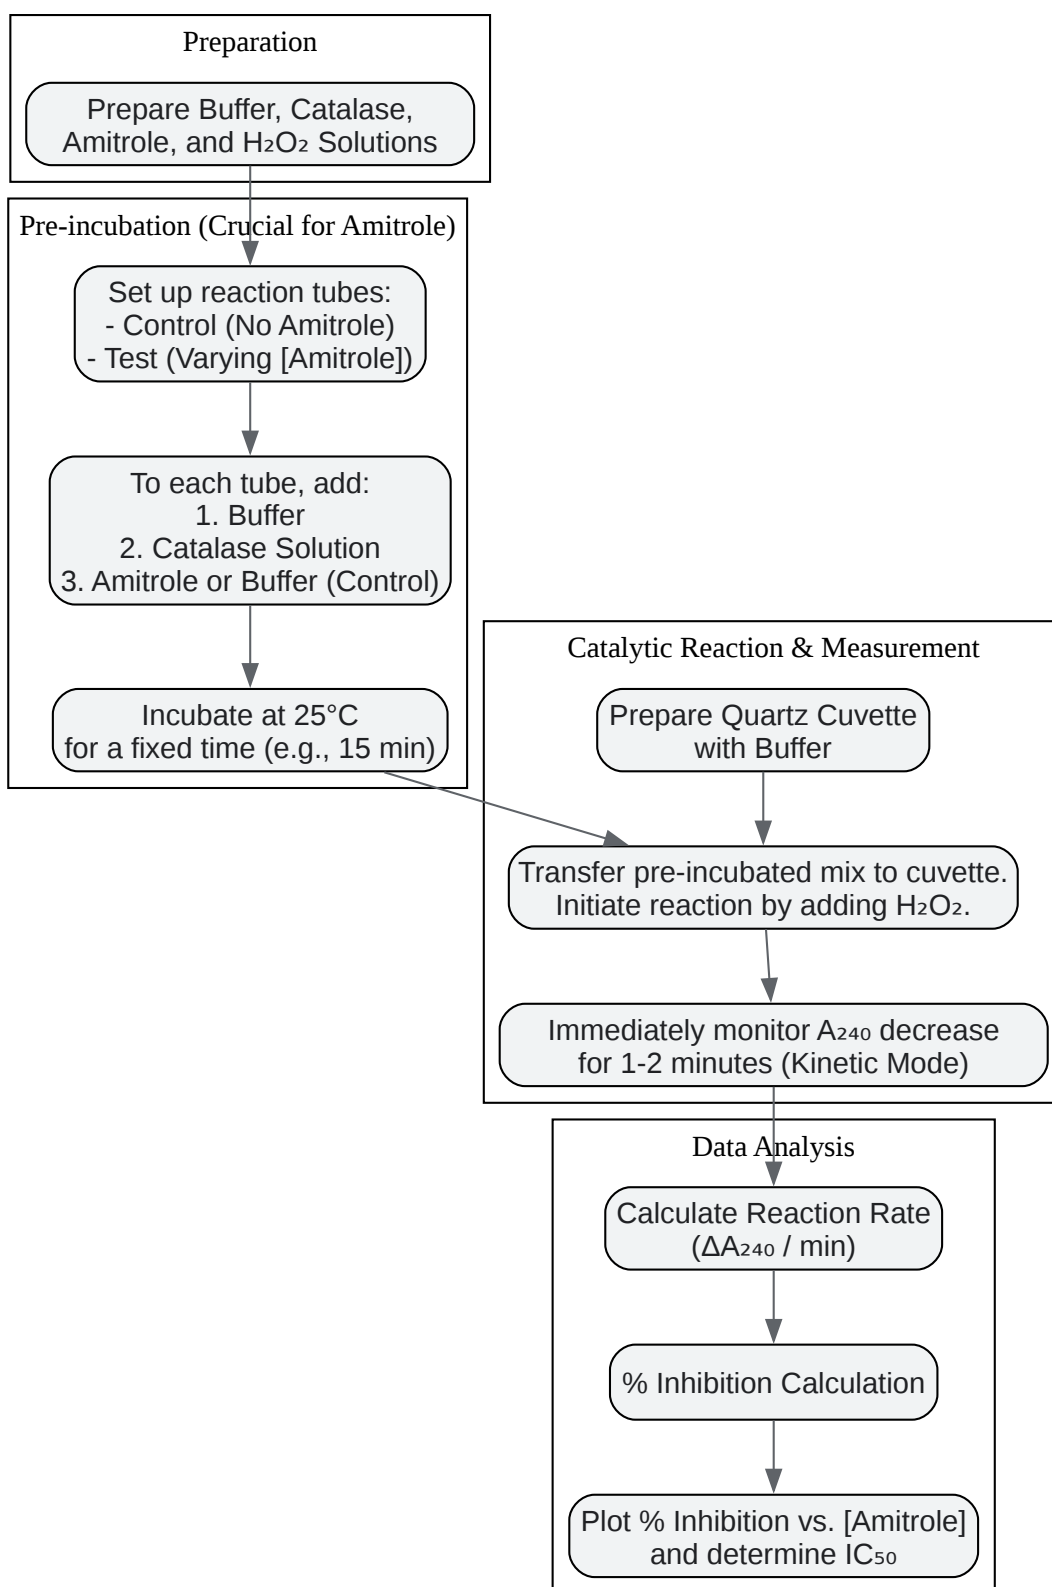 Preparation
Prepare Buffer, Catalase,
Amitrole, and H₂O₂ Solutions
Pre-incubation (Crucial for Amitrole)
Set up reaction tubes:
- Control (No Amitrole)
- Test (Varying [Amitrole])
To each tube, add:
1. Buffer
2. Catalase Solution
3. Amitrole or Buffer (Control)
Incubate at 25°C
for a fixed time (e.g., 15 min)
Catalytic Reaction & Measurement
Prepare Quartz Cuvette
with Buffer
Transfer pre-incubated mix to cuvette.
Initiate reaction by adding H₂O₂.
Immediately monitor A₂₄₀ decrease
for 1-2 minutes (Kinetic Mode)
Data Analysis
Calculate Reaction Rate
(ΔA₂₄₀ / min)
% Inhibition Calculation
Plot % Inhibition vs. [Amitrole]
and determine IC₅₀